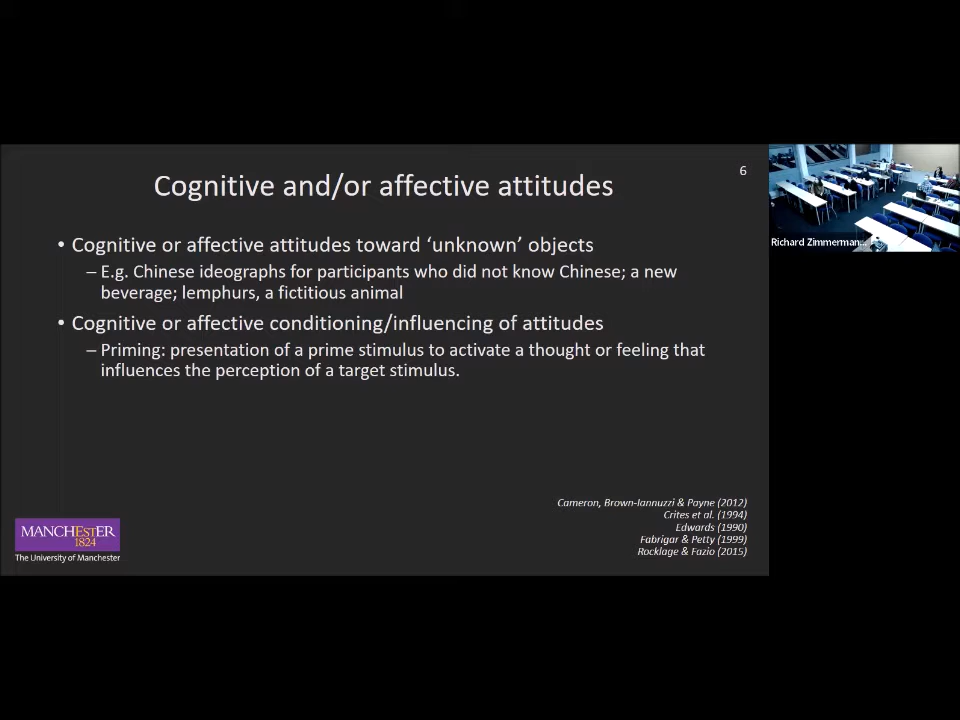 6
Cognitive and/or affective attitudes
• Cognitive or affective attitudes toward ‘unknown’ objects
– E.g. Chinese ideographs for participants who did not know Chinese; a new
beverage; lemphurs, a fictitious animal
• Cognitive or affective conditioning/influencing of attitudes
– Priming: presentation of a prime stimulus to activate a thought or feeling that
influences the perception of a target stimulus.
Cameron, Brown-Iannuzzi & Payne (2012)
Crites et al. (1994)
Edwards (1990)
Fabrigar & Petty (1999)
Rocklage & Fazio (2015)
MANCHESTER
1824
The University of Manchester
Richard Zimmerman...